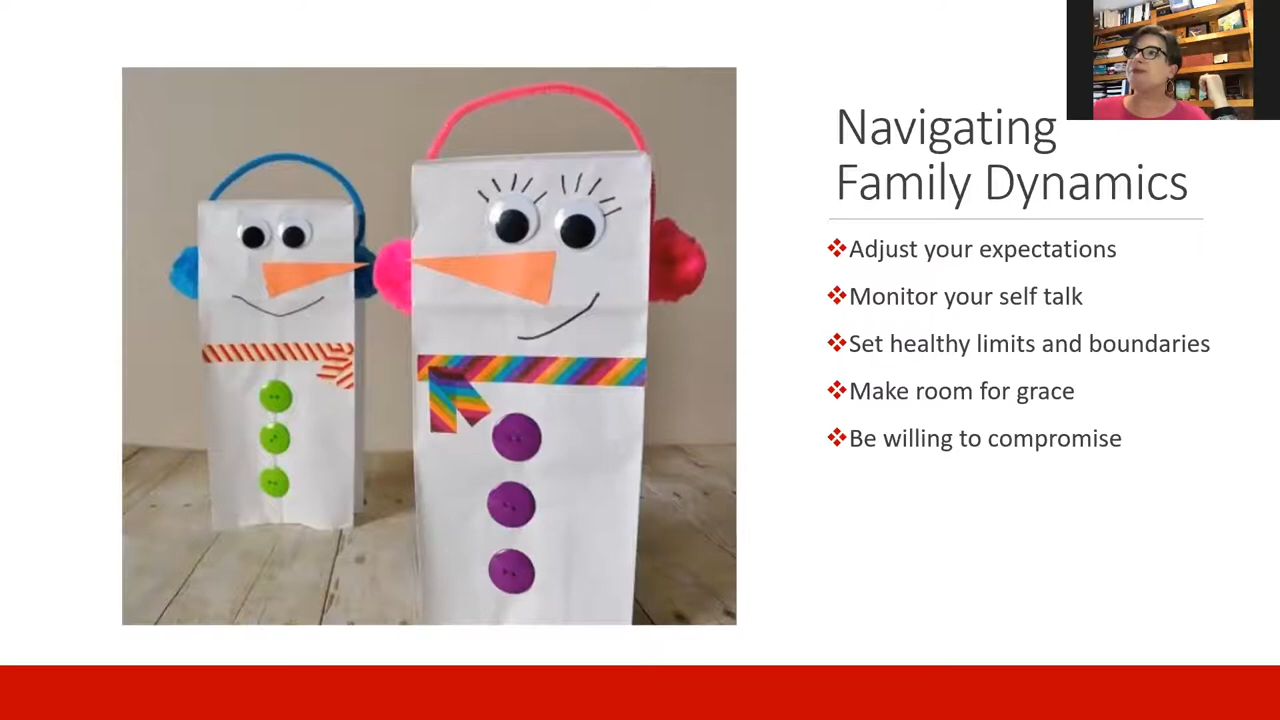 Navigating
Family Dynamics
❖Adjust your expectations
❖Monitor your self talk
❖Set healthy limits and boundaries
❖Make room for grace
❖Be willing to compromise